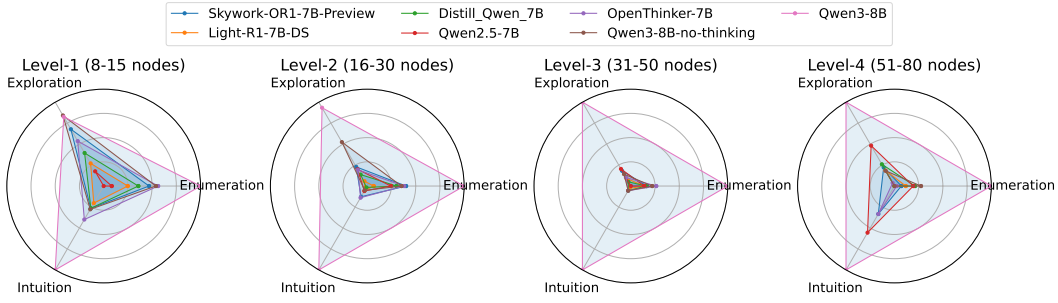 Skywork-OR1-7B-Preview Distill_Qwen_7B OpenThinker-7B Qwen3-8B
Light-R1-7B-DS Qwen2.5-7B Qwen3-8B-no-thinking
Level-1 (8-15 nodes) Level-2 (16-30 nodes) Level-3 (31-50 nodes) Level-4 (51-80 nodes)
Exploration Exploration Exploration Exploration
Enumeration Enumeration Enumeration Enumeration
Intuition Intuition Intuition Intuition